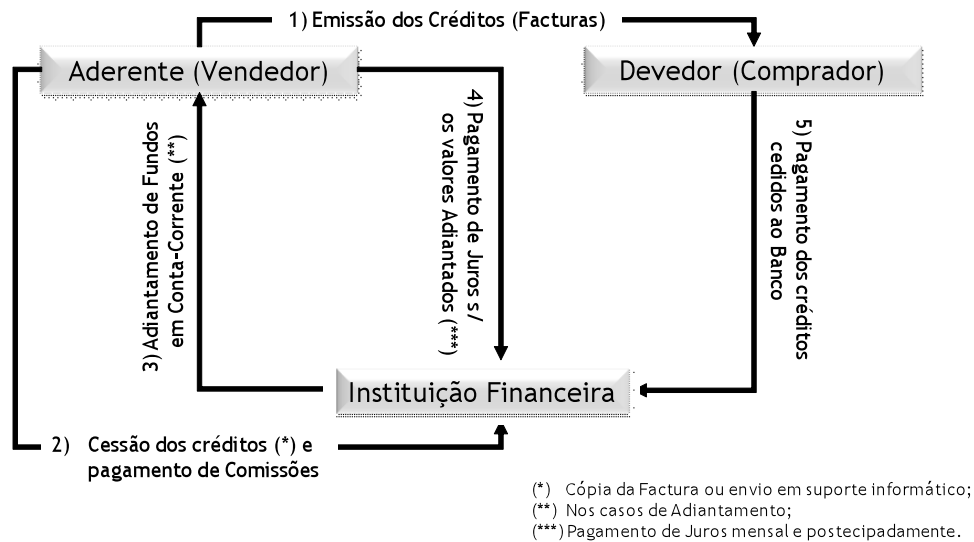 1) Emissão dos Créditos (Facturas)
Aderente (Vendedor)
Devedor (Comprador)
3) Adiantamento de Fundos
em Conta-Corrente (**)
4) Pagamento de Juros s/
os valores Adiantados (***)
5) Pagamento dos créditos
cedidos ao Banco
Instituição Financeira
2) Cessão dos créditos (*) e
pagamento de Comissões
(*) Cópia da Factura ou envio em suporte informático;
(**) Nos casos de Adiantamento;
(***) Pagamento de Juros mensal e postecipadamente.